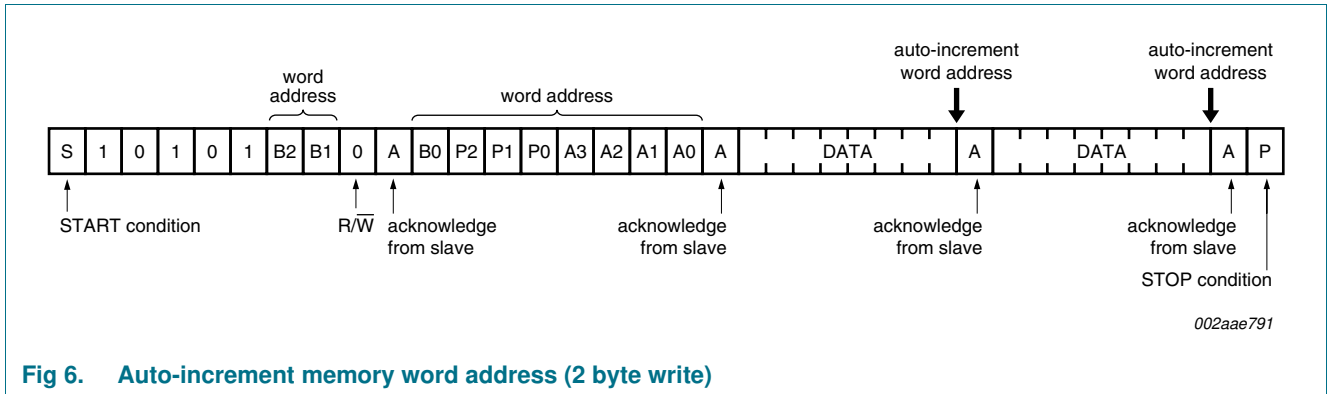 auto-increment auto-increment
word address word address
word
address word address
S 1 0 1 0 1 B2 B1 0 A B0 P2 P1 P0 A3 A2 A1 A0 A DATA A DATA A P
START condition R/W̅ acknowledge acknowledge acknowledge acknowledge
from slave from slave from slave from slave
STOP condition
002aae791
Fig 6. Auto-increment memory word address (2 byte write)